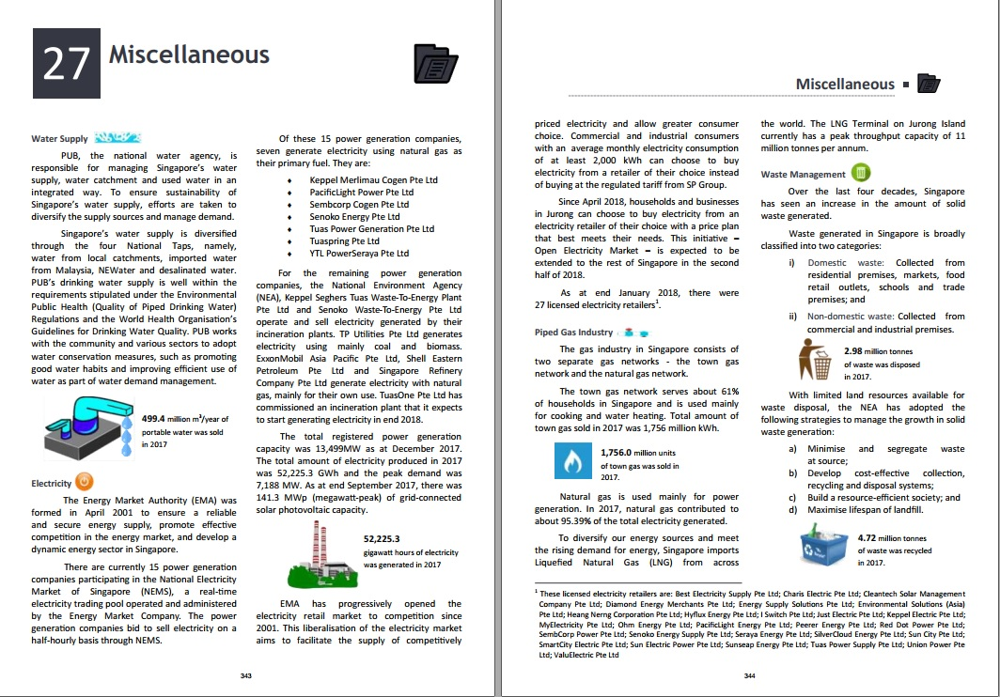 27
Miscellaneous
Water Supply
PUB, the national water agency, is
responsible for managing Singapore's water
supply, water catchment and used water in an
integrated way. To ensure sustainability of
Singapore's water supply, efforts are taken to
diversify the supply sources and manage demand.
Singapore's water supply is diversified
through the four National Taps, namely,
water from local catchments, imported water
from Malaysia, NEWater and desalinated water.
PUB's drinking water supply is well within the
requirements stipulated under the Environmental
Public Health (Quality of Piped Drinking Water)
Regulations and the World Health Organisation's
Guidelines for Drinking Water Quality. PUB works
with the community and various sectors to adopt
water conservation measures, such as promoting
good water habits and improving efficient use of
water as part of water demand management.
499.4 million m³/year of
portable water was sold
in 2017
Electricity
The Energy Market Authority (EMA) was
formed in April 2001 to ensure a reliable
and secure energy supply, promote effective
competition in the energy market, and develop a
dynamic energy sector in Singapore.
There are currently 15 power generation
companies participating in the National Electricity
Market of Singapore (NEMS), a real-time
electricity trading pool operated and administered
by the Energy Market Company. The power
generation companies bid to sell electricity on a
half-hourly basis through NEMS.
Of these 15 power generation companies,
seven generate electricity using natural gas as
their primary fuel. They are:
♦ Keppel Merlimau Cogen Pte Ltd
♦ PacificLight Power Pte Ltd
♦ Sembcorp Cogen Pte Ltd
♦ Senoko Energy Pte Ltd
♦ Tuas Power Generation Pte Ltd
♦ Tuaspring Pte Ltd
♦ YTL PowerSeraya Pte Ltd
For the remaining power generation
companies, the National Environment Agency
(NEA), Keppel Seghers Tuas Waste-To-Energy Plant
Pte Ltd and Senoko Waste-To-Energy Pte Ltd
operate and sell electricity generated by their
incineration plants. TP Utilities Pte Ltd generates
electricity using mainly coal and biomass.
ExxonMobil Asia Pacific Pte Ltd, Shell Eastern
Petroleum Pte Ltd and Singapore Refinery
Company Pte Ltd generate electricity with natural
gas, mainly for their own use. TuasOne Pte Ltd has
commissioned an incineration plant that it expects
to start generating electricity in end 2018.
The total registered power generation
capacity was 13,499MW as at December 2017.
The total amount of electricity produced in 2017
was 52,225.3 GWh and the peak demand was
7,188 MW. As at end September 2017, there was
141.3 MWp (megawatt-peak) of grid-connected
solar photovoltaic capacity.
52,225.3
gigawatt hours of electricity
was generated in 2017
EMA has progressively opened the
electricity retail market to competition since
2001. This liberalisation of the electricity market
aims to facilitate the supply of competitively
343
Miscellaneous ■
priced electricity and allow greater consumer
choice. Commercial and industrial consumers
with an average monthly electricity consumption
of at least 2,000 kWh can choose to buy
electricity from a retailer of their choice instead
of buying at the regulated tariff from SP Group.
Since April 2018, households and businesses
in Jurong can choose to buy electricity from an
electricity retailer of their choice with a price plan
that best meets their needs. This initiative –
Open Electricity Market – is expected to be
extended to the rest of Singapore in the second
half of 2018.
As at end January 2018, there were
27 licensed electricity retailers¹.
Piped Gas Industry
The gas industry in Singapore consists of
two separate gas networks - the town gas
network and the natural gas network.
The town gas network serves about 61%
of households in Singapore and is used mainly
for cooking and water heating. Total amount of
town gas sold in 2017 was 1,756 million kWh.
1,756.0 million units
of town gas was sold in
2017.
Natural gas is used mainly for power
generation. In 2017, natural gas contributed to
about 95.39% of the total electricity generated.
To diversify our energy sources and meet
the rising demand for energy, Singapore imports
Liquefied Natural Gas (LNG) from across
the world. The LNG Terminal on Jurong Island
currently has a peak throughput capacity of 11
million tonnes per annum.
Waste Management
Over the last four decades, Singapore
has seen an increase in the amount of solid
waste generated.
Waste generated in Singapore is broadly
classified into two categories:
i) Domestic waste: Collected from
residential premises, markets, food
retail outlets, schools and trade
premises; and
ii) Non-domestic waste: Collected from
commercial and industrial premises.
2.98 million tonnes
of waste was disposed
in 2017.
With limited land resources available for
waste disposal, the NEA has adopted the
following strategies to manage the growth in solid
waste generation:
a) Minimise and segregate waste
at source;
b) Develop cost-effective collection,
recycling and disposal systems;
c) Build a resource-efficient society; and
d) Maximise lifespan of landfill.
4.72 million tonnes
of waste was recycled
in 2017.
¹ These licensed electricity retailers are: Best Electricity Supply Pte Ltd; Charis Electric Pte Ltd; Cleantech Solar Management
Company Pte Ltd; Diamond Energy Merchants Pte Ltd; Energy Supply Solutions Pte Ltd; Environmental Solutions (Asia)
Pte Ltd; Heang Nerng Corporation Pte Ltd; Hyflux Energy Pte Ltd; I Switch Pte Ltd; Just Electric Pte Ltd; Keppel Electric Pte Ltd;
MyElectricity Pte Ltd; Ohm Energy Pte Ltd; PacificLight Energy Pte Ltd; Peerer Energy Pte Ltd; Red Dot Power Pte Ltd;
SembCorp Power Pte Ltd; Senoko Energy Supply Pte Ltd; Seraya Energy Pte Ltd; SilverCloud Energy Pte Ltd; Sun City Pte Ltd;
SmartCity Electric Pte Ltd; Sun Electric Power Pte Ltd; Sunseap Energy Pte Ltd; Tuas Power Supply Pte Ltd; Union Power Pte
Ltd; ValuElectric Pte Ltd
344